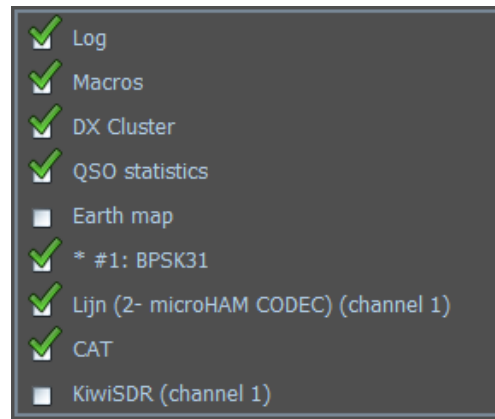 Log
Macros
DX Cluster
QSO statistics
Earth map
* #1: BPSK31
Lijn (2- microHAM CODEC) (channel 1)
CAT
KiwiSDR (channel 1)